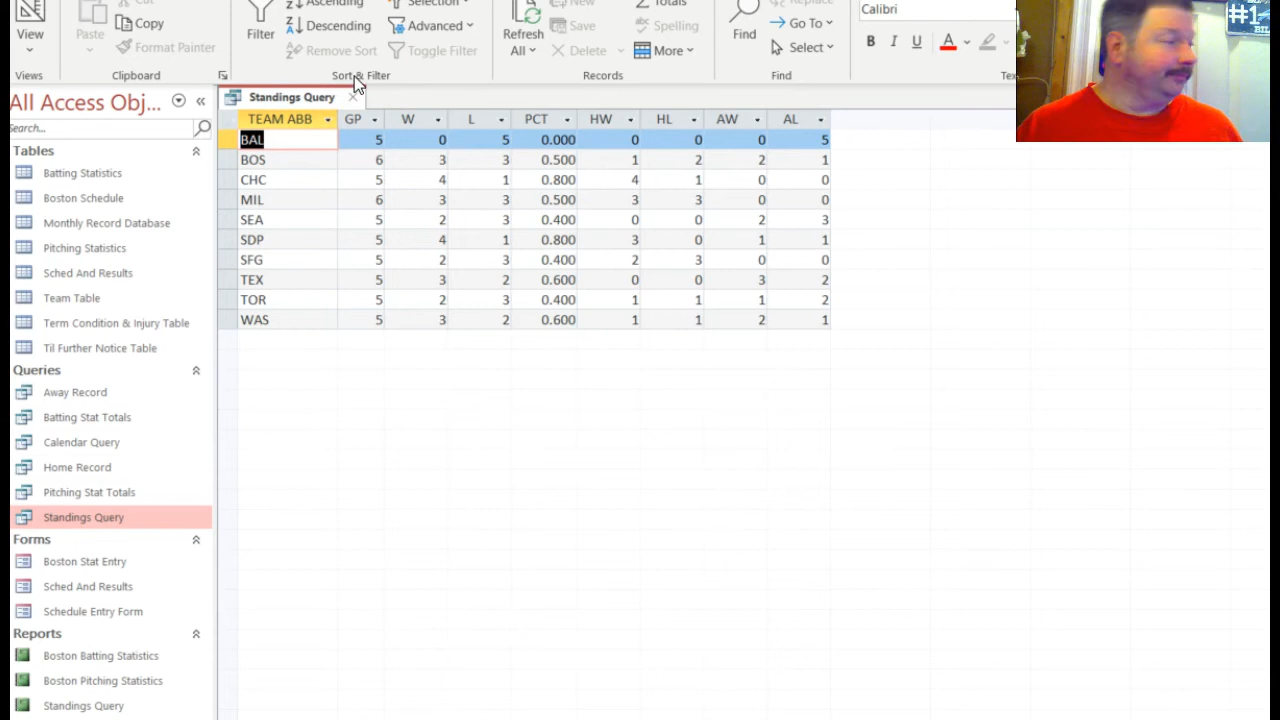 Cut
Copy
Format Painter
View
Paste
Views
Clipboard
Filter
Ascending
Descending
Remove Sort
Selection
Advanced
Toggle Filter
Sort & Filter
Refresh
All
New
Save
Delete
Totals
Spelling
More
Records
Find
Replace
Go To
Select
Find
Calibri
B I U A
#1
All Access Obj...
Search...
Tables
Batting Statistics
Boston Schedule
Monthly Record Database
Pitching Statistics
Sched And Results
Team Table
Term Condition & Injury Table
Til Further Notice Table
Queries
Away Record
Batting Stat Totals
Calendar Query
Home Record
Pitching Stat Totals
Standings Query
Forms
Boston Stat Entry
Sched And Results
Schedule Entry Form
Reports
Boston Batting Statistics
Boston Pitching Statistics
Standings Query
Standings Query
TEAM ABB GP W L PCT HW HL AW AL
BAL 5 0 5 0.000 0 0 0 5
BOS 6 3 3 0.500 1 2 2 1
CHC 5 4 1 0.800 4 1 0 0
MIL 6 3 3 0.500 3 3 0 0
SEA 5 2 3 0.400 0 0 2 3
SDP 5 4 1 0.800 3 0 1 1
SFG 5 2 3 0.400 2 3 0 0
TEX 5 3 2 0.600 0 0 3 2
TOR 5 2 3 0.400 1 1 1 2
WAS 5 3 2 0.600 1 1 2 1